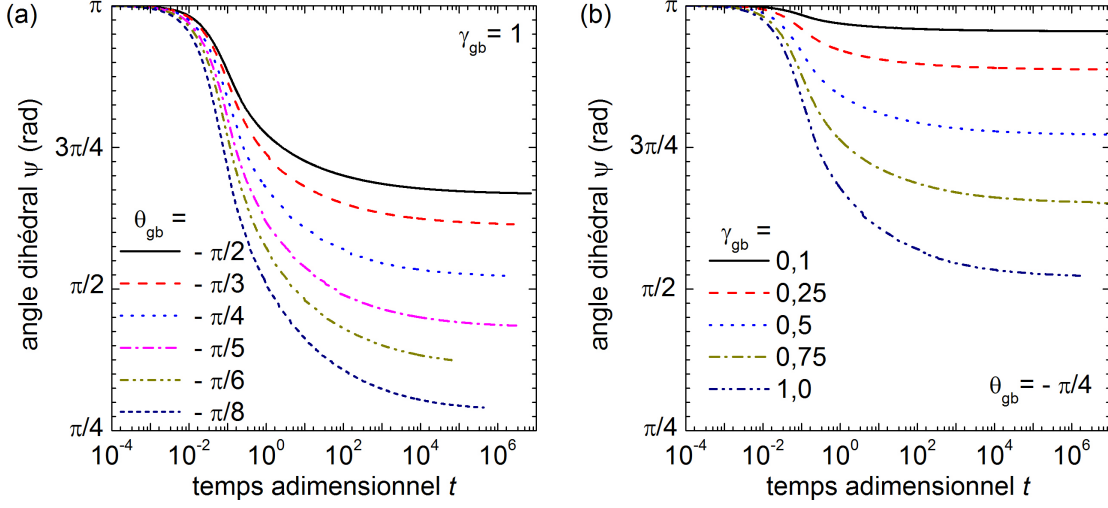 (a)
γgb= 1
π
3π/4
π/2
π/4
angle dihédral Ψ (rad)
θgb =
- π/2
- π/3
- π/4
- π/5
- π/6
- π/8
10-4 10-2 100 102 104 106
temps adimensionnel t
(b)
π
3π/4
π/2
π/4
angle dihédral Ψ (rad)
γgb =
0,1
0,25
0,5
0,75
1,0
θgb= - π/4
10-4 10-2 100 102 104 106
temps adimensionnel t